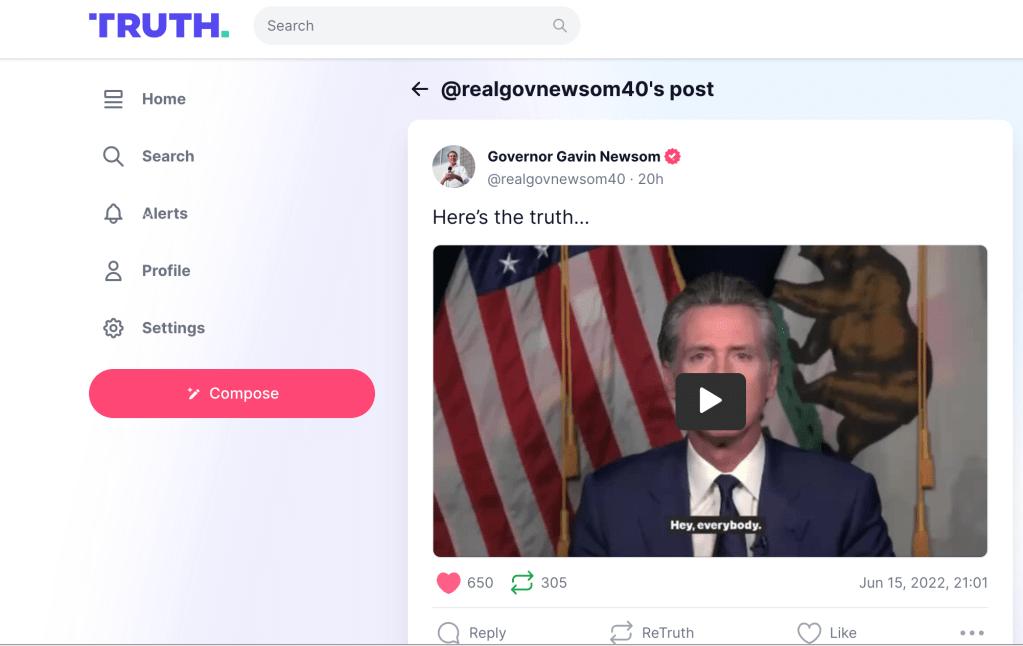 TRUTH.
Search
Home
Search
Alerts
Profile
Settings
Compose
@realgovnewsom40's post
Governor Gavin Newsom
@realgovnewsom40 · 20h
Here's the truth...
Hey, everybody.
650
305
Jun 15, 2022, 21:01
Reply
ReTruth
Like